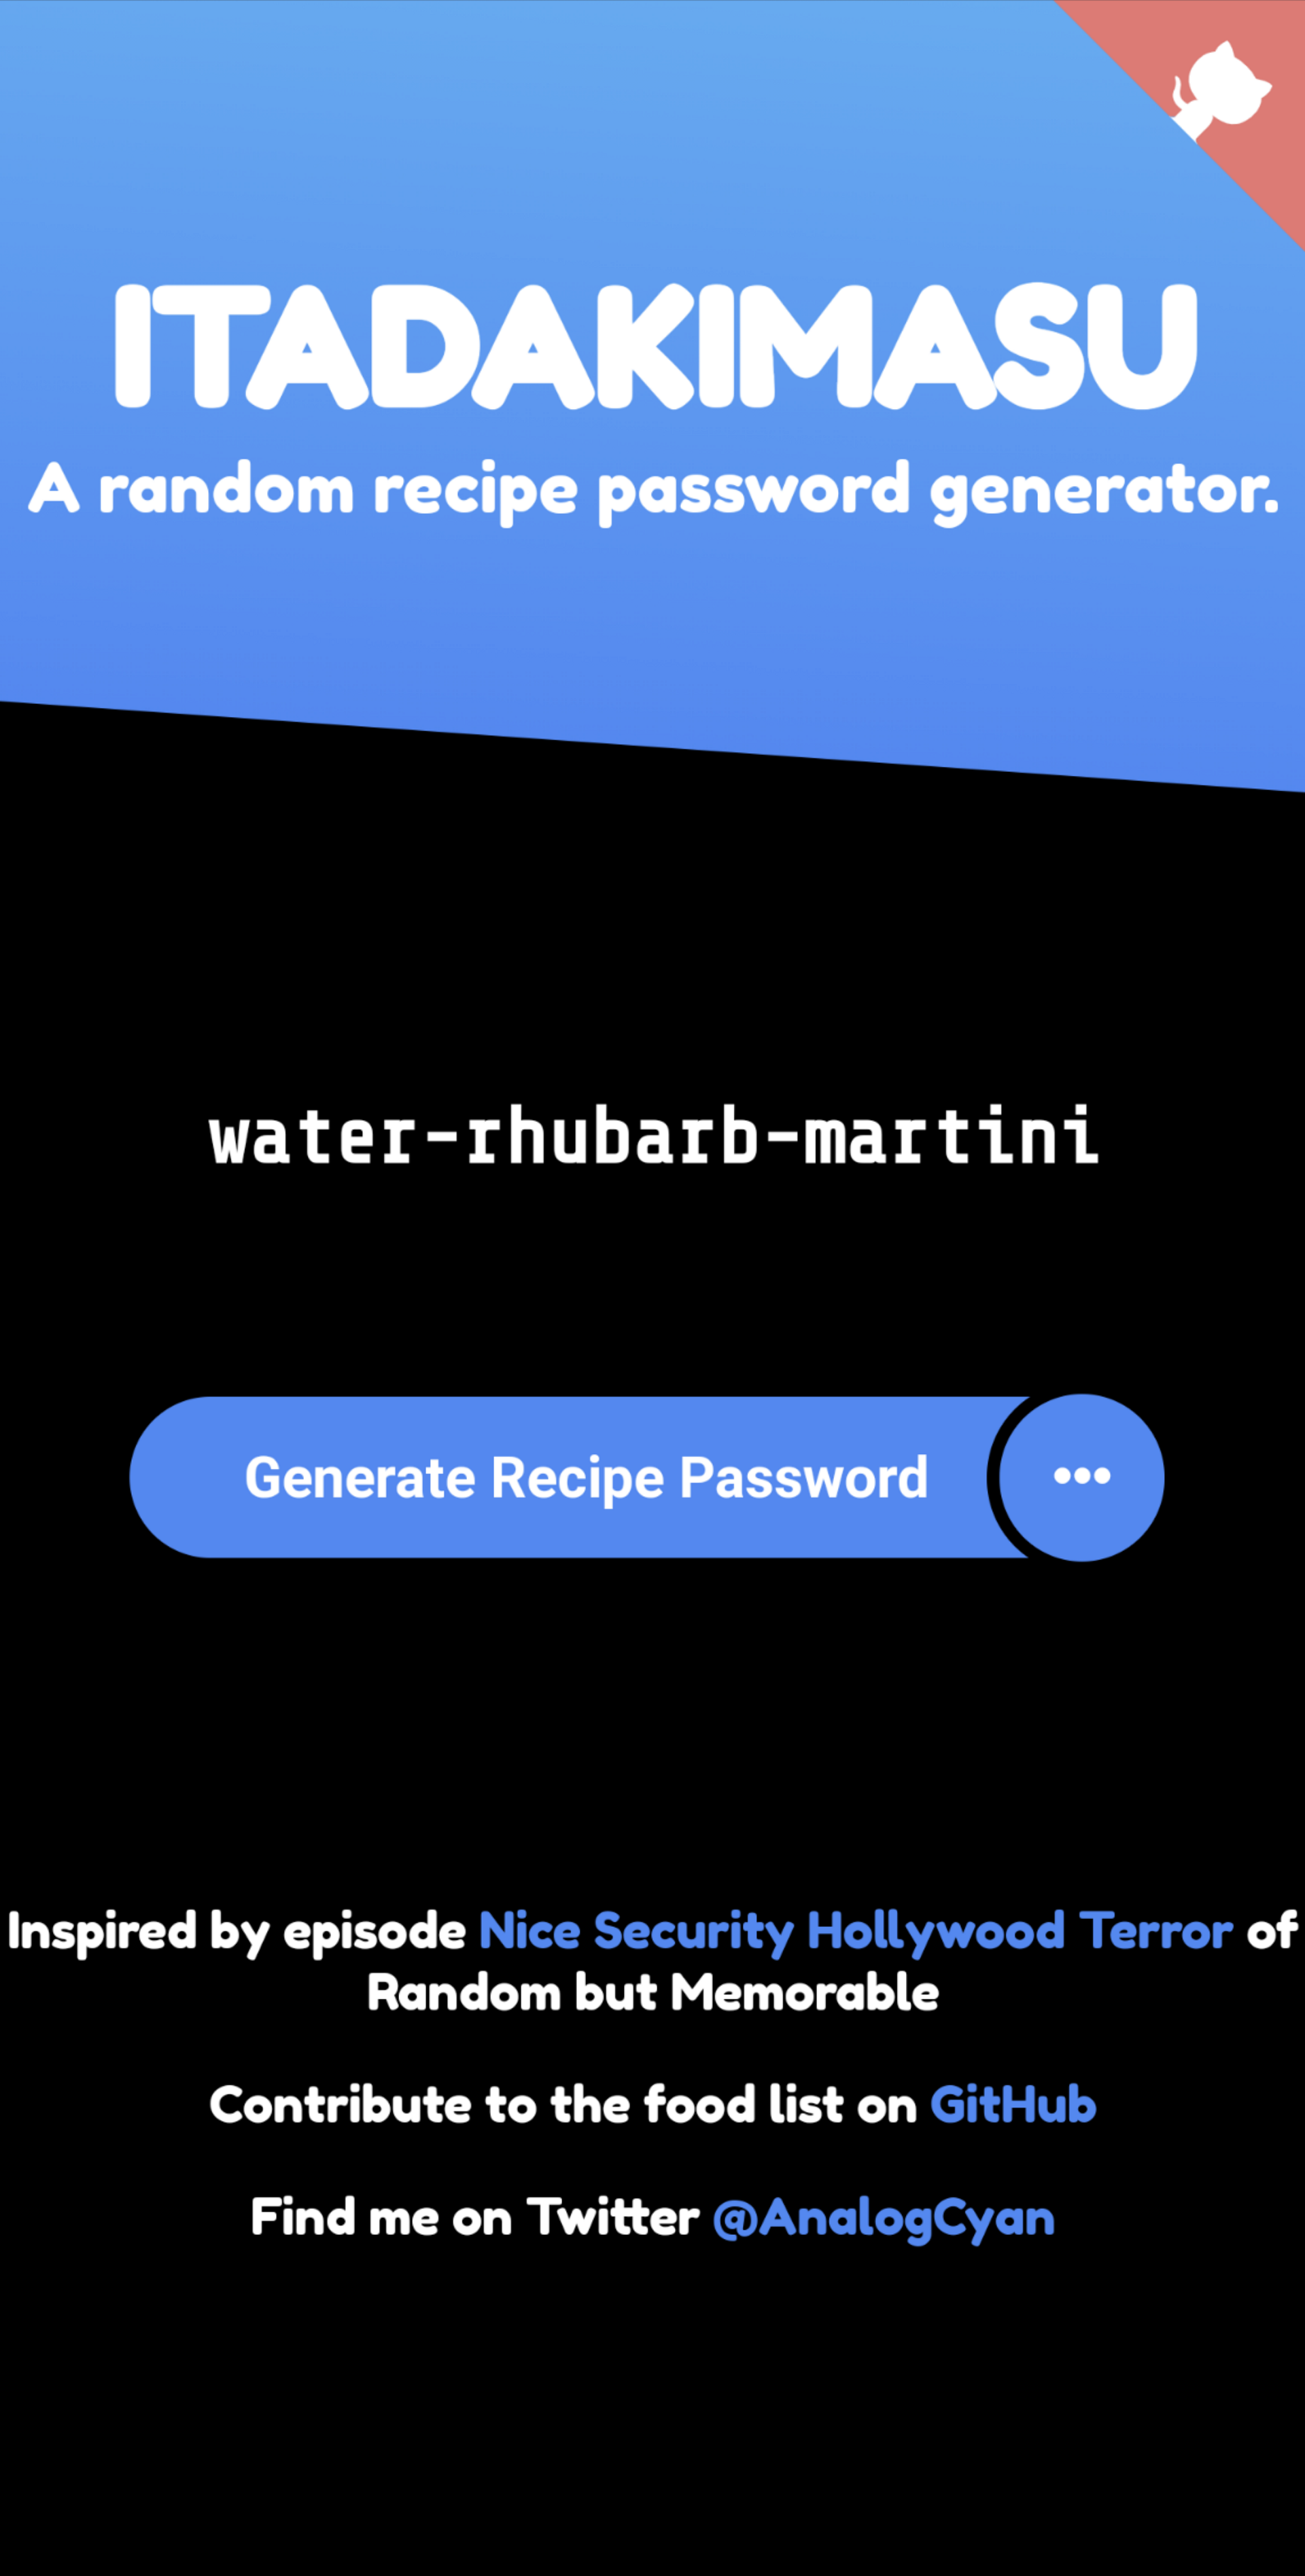 ITADAKIMASU
A random recipe password generator.
water-rhubarb-martini
Generate Recipe Password
Inspired by episode Nice Security Hollywood Terror of
Random but Memorable
Contribute to the food list on GitHub
Find me on Twitter @AnalogCyan